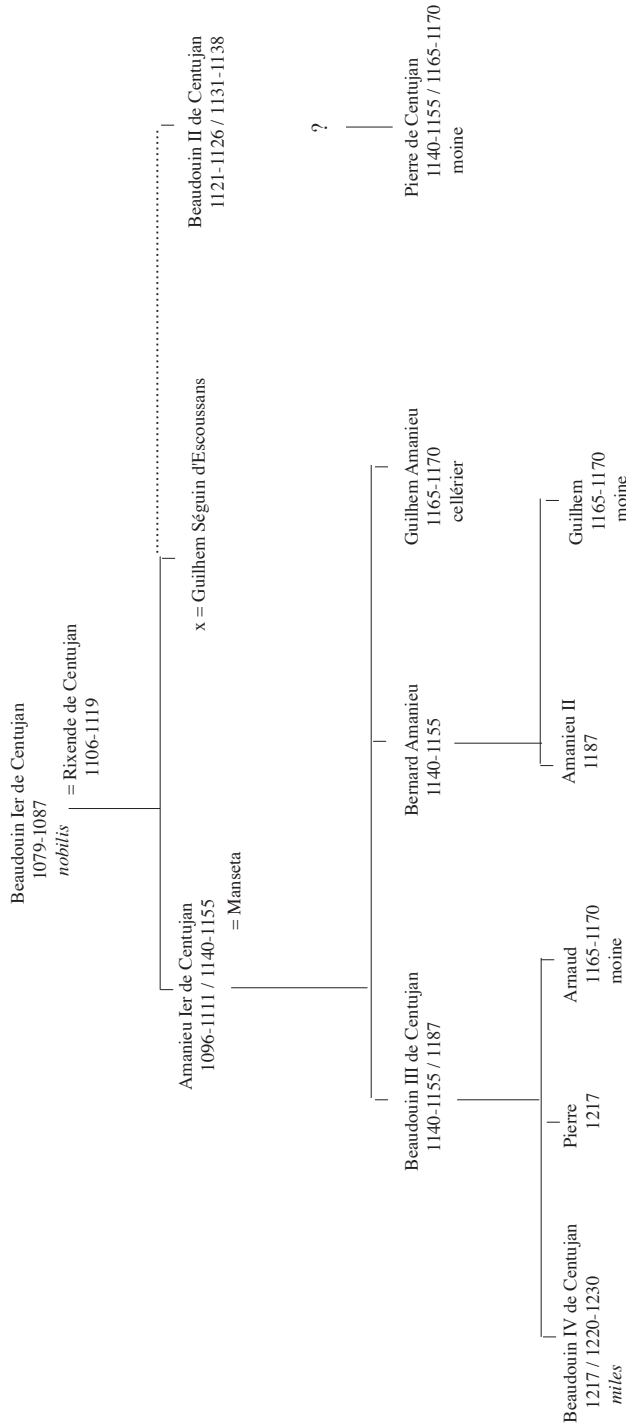 Beaudouin Ier de Centujan
1079-1087
nobilis
= Rixende de Centujan
1106-1119
Amanieu Ier de Centujan
1096-1111 / 1140-1155
= Manseta
x = Guilhem Séguin d'Escoussans
Beaudouin II de Centujan
1121-1126 / 1131-1138
Beaudouin III de Centujan
1140-1155 / 1187
Bernard Amanieu
1140-1155
Guilhem Amanieu
1165-1170
cellérier
?
Pierre de Centujan
1140-1155 / 1165-1170
moine
Beaudouin IV de Centujan
1217 / 1220-1230
miles
Pierre
1217
Arnaud
1165-1170
moine
Amanieu II
1187
Guilhem
1165-1170
moine